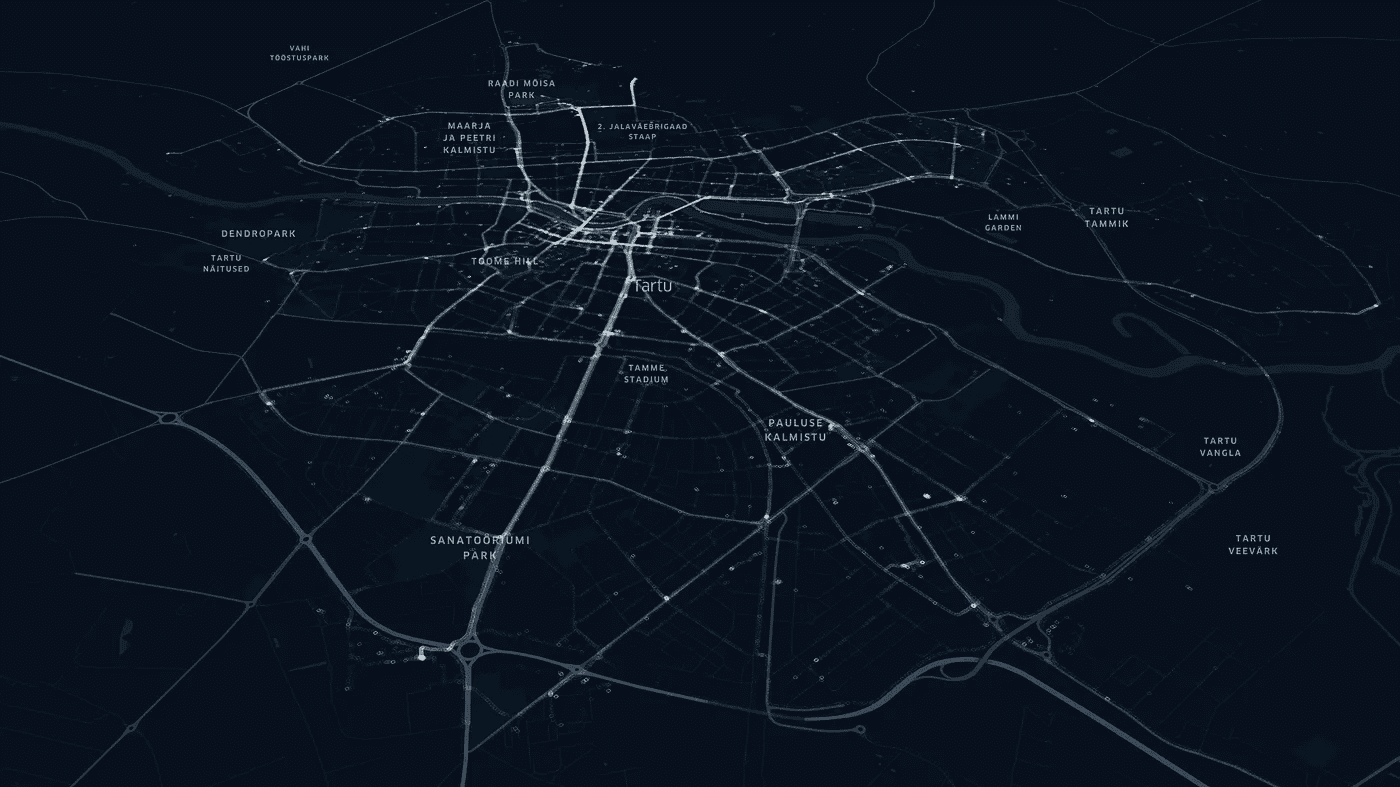 VAHI
TÖÖSTUSPARK
RAADI MÕISA
PARK
MAARJA
JA PEETRI
KALMISTU
2. JALAVÄEBRIGAAD
STAAP
DENDROPARK
TARTU
NÄITUSED
TOOME HILL
Tartu
LAMMI
GARDEN
TARTU
TAMMIK
TAMME
STADIUM
PAULUSE
KALMISTU
TARTU
VANGLA
SANATOORIUMI
PARK
TARTU
VEEVÄRK